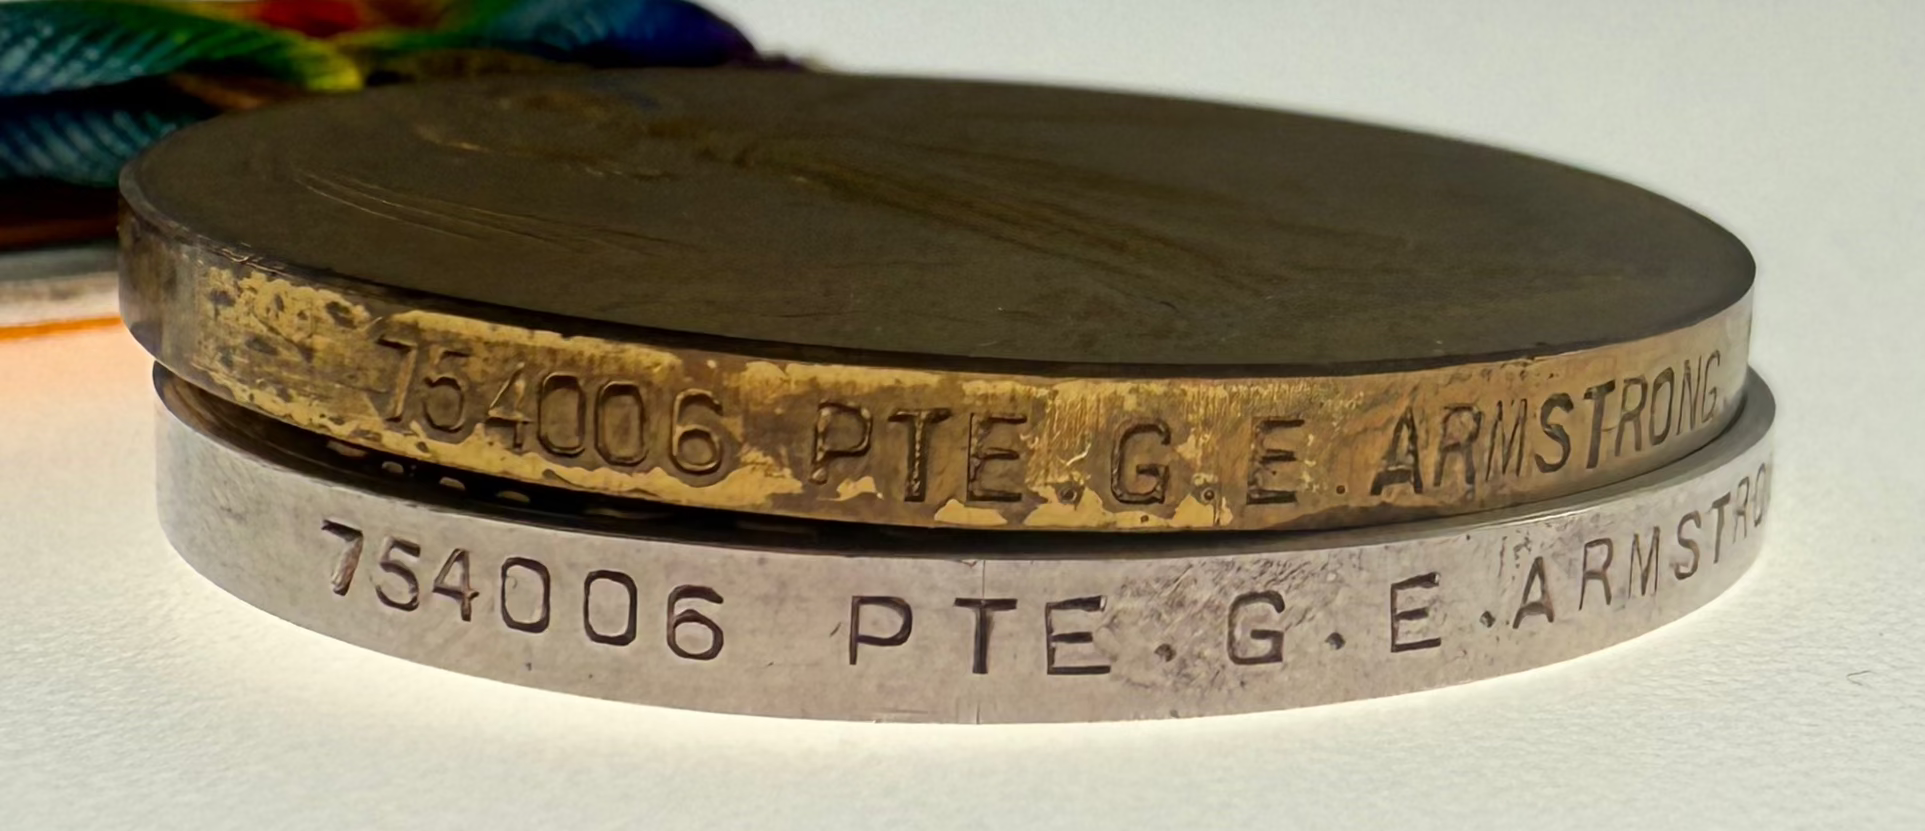 754006 PTE. G. E. ARMSTRONG.
754006 PTE. G. E. ARMSTRO